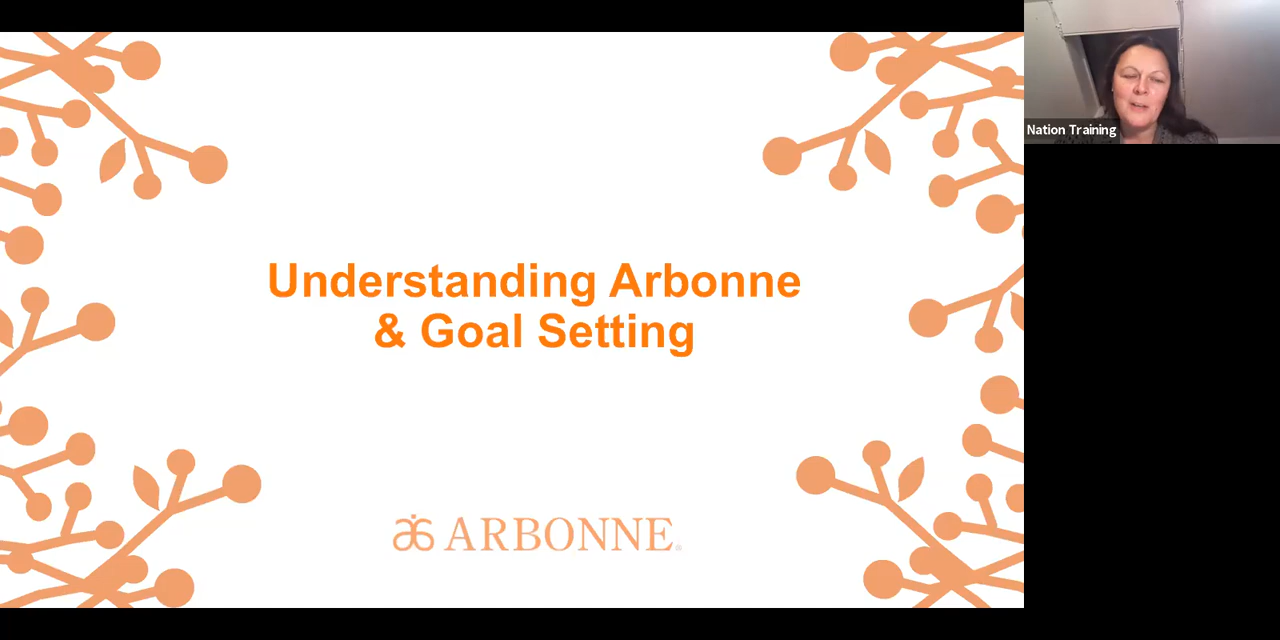 Understanding Arbonne
& Goal Setting
ARBONNE
Nation Training